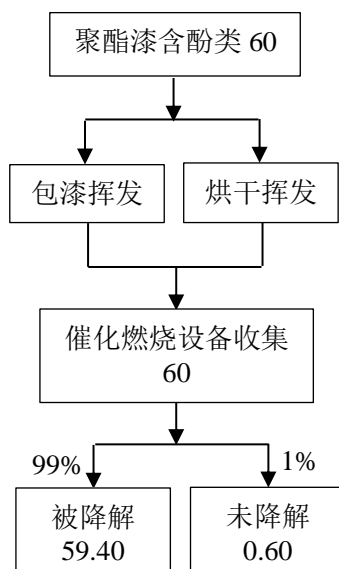 聚酯漆含酚类 60
包漆挥发
烘干挥发
催化燃烧设备收集
60
99%
1%
被降解
59.40
未降解
0.60